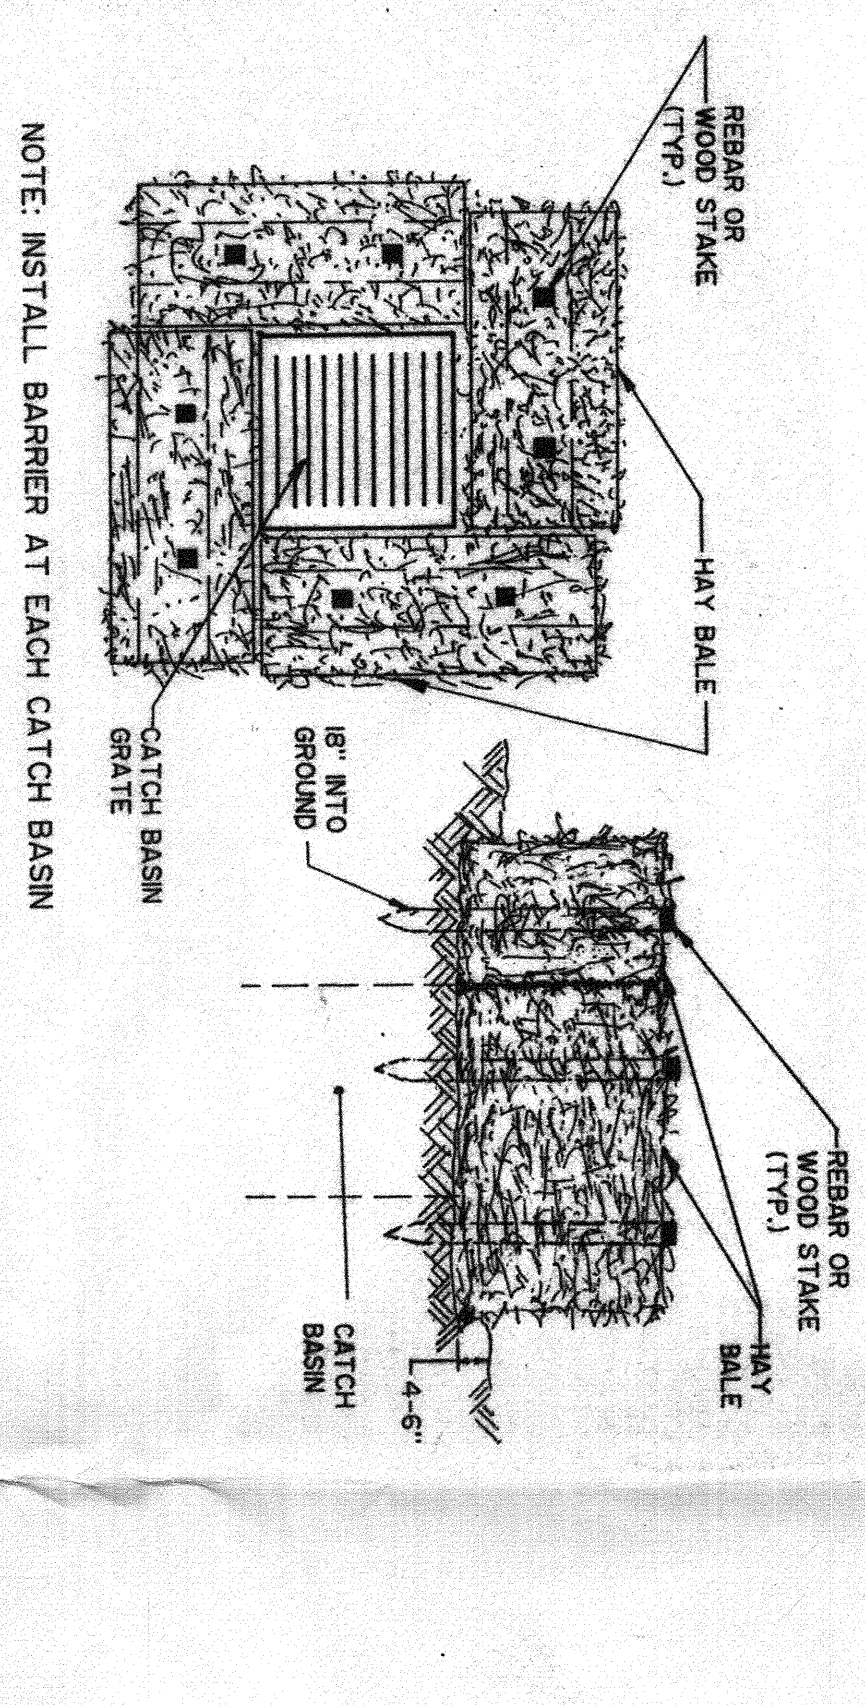 REBAR OR
WOOD STAKE
(TYP.)
HAY BALE
CATCH BASIN
GRATE
18" INTO
GROUND
REBAR OR
WOOD STAKE
(TYP.)
HAY
BALE
CATCH
BASIN
4-6"
NOTE: INSTALL BARRIER AT EACH CATCH BASIN